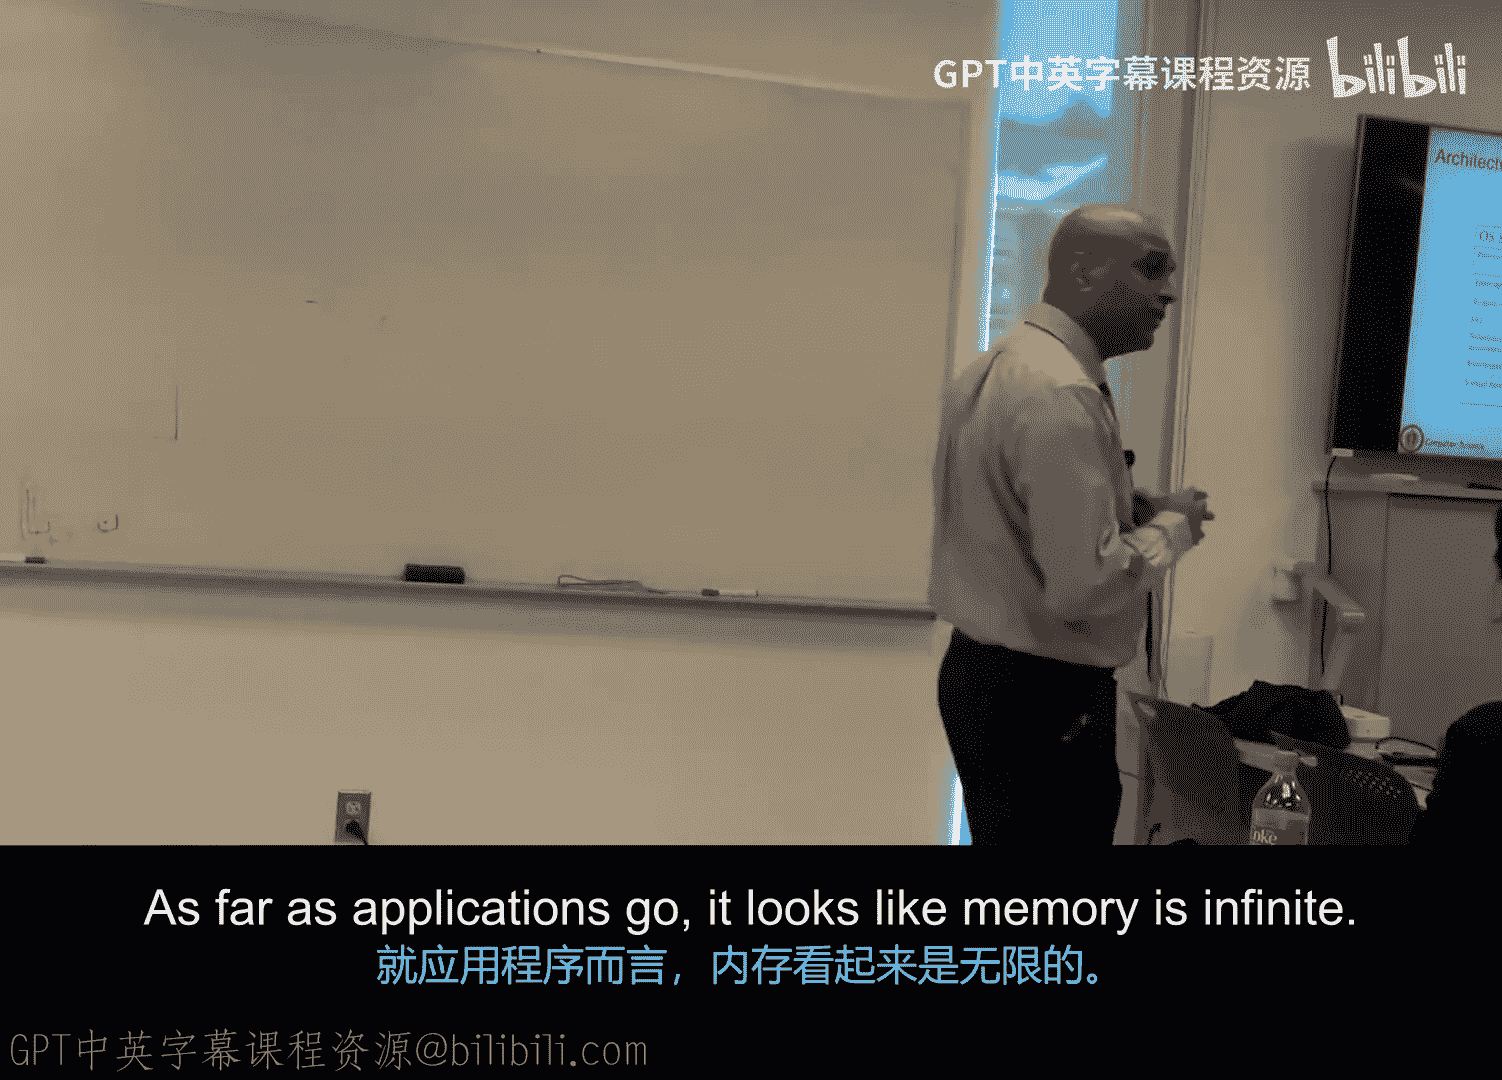 GPT中英字幕课程资源 bilibili
Architect
OS
As far as applications go, it looks like memory is infinite.
就应用程序而言，内存看起来是无限的。
GPT中英字幕课程资源@bilibili.com